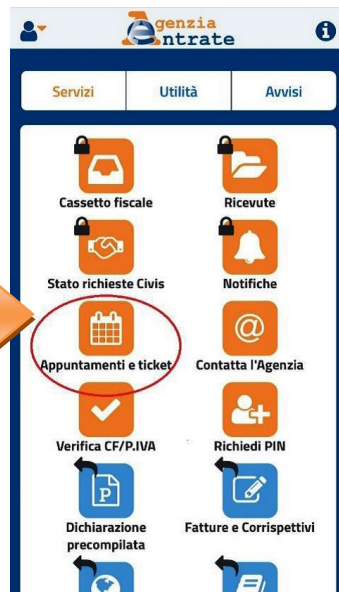 Agenzia
Entrate
Servizi Utilità Avvisi
Cassetto fiscale Ricevute
Stato richieste Civis Notifiche
Appuntamenti e ticket Contatta l'Agenzia
Verifica CF/P.IVA Richiedi PIN
P
Dichiarazione precompilata Fatture e Corrispettivi